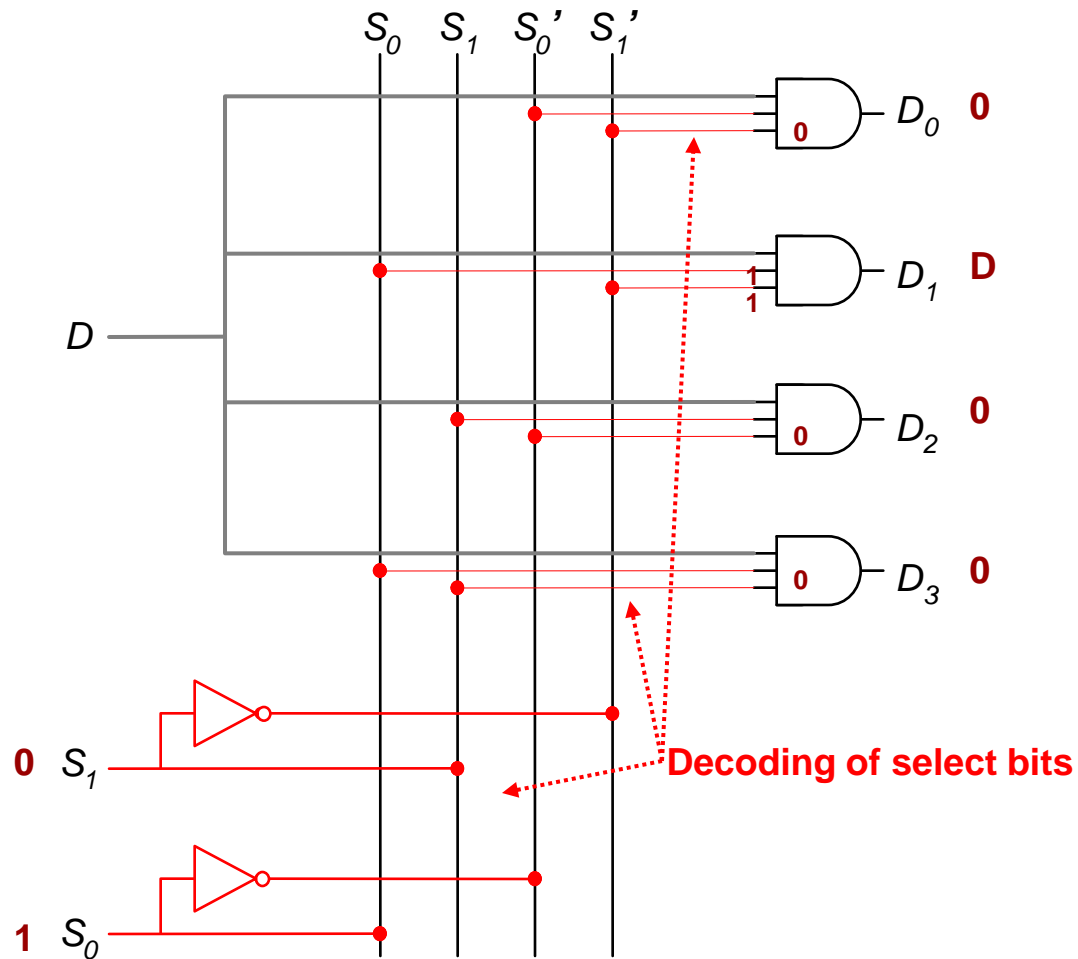 S0 S1 S0’ S1’
0 D0 0
1 D1 D
1
D
0 D2 0
0 D3 0
0 S1
Decoding of select bits
1 S0